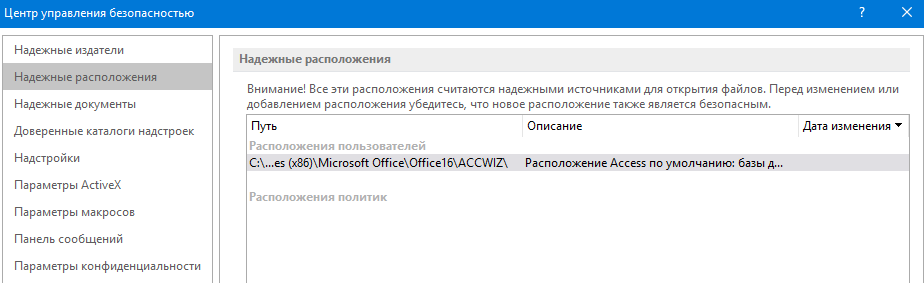 Центр управления безопасностью
Надежные издатели
Надежные расположения
Надежные документы
Доверенные каталоги надстроек
Надстройки
Параметры ActiveX
Параметры макросов
Панель сообщений
Параметры конфиденциальности
Надежные расположения
Внимание! Все эти расположения считаются надежными источниками для открытия файлов. Перед изменением или
добавлением расположения убедитесь, что новое расположение также является безопасным.
Путь Описание Дата изменения
Расположения пользователей
C:\...es (x86)\Microsoft Office\Office16\ACCWIZ\ Расположение Access по умолчанию: базы д...
Расположения политик